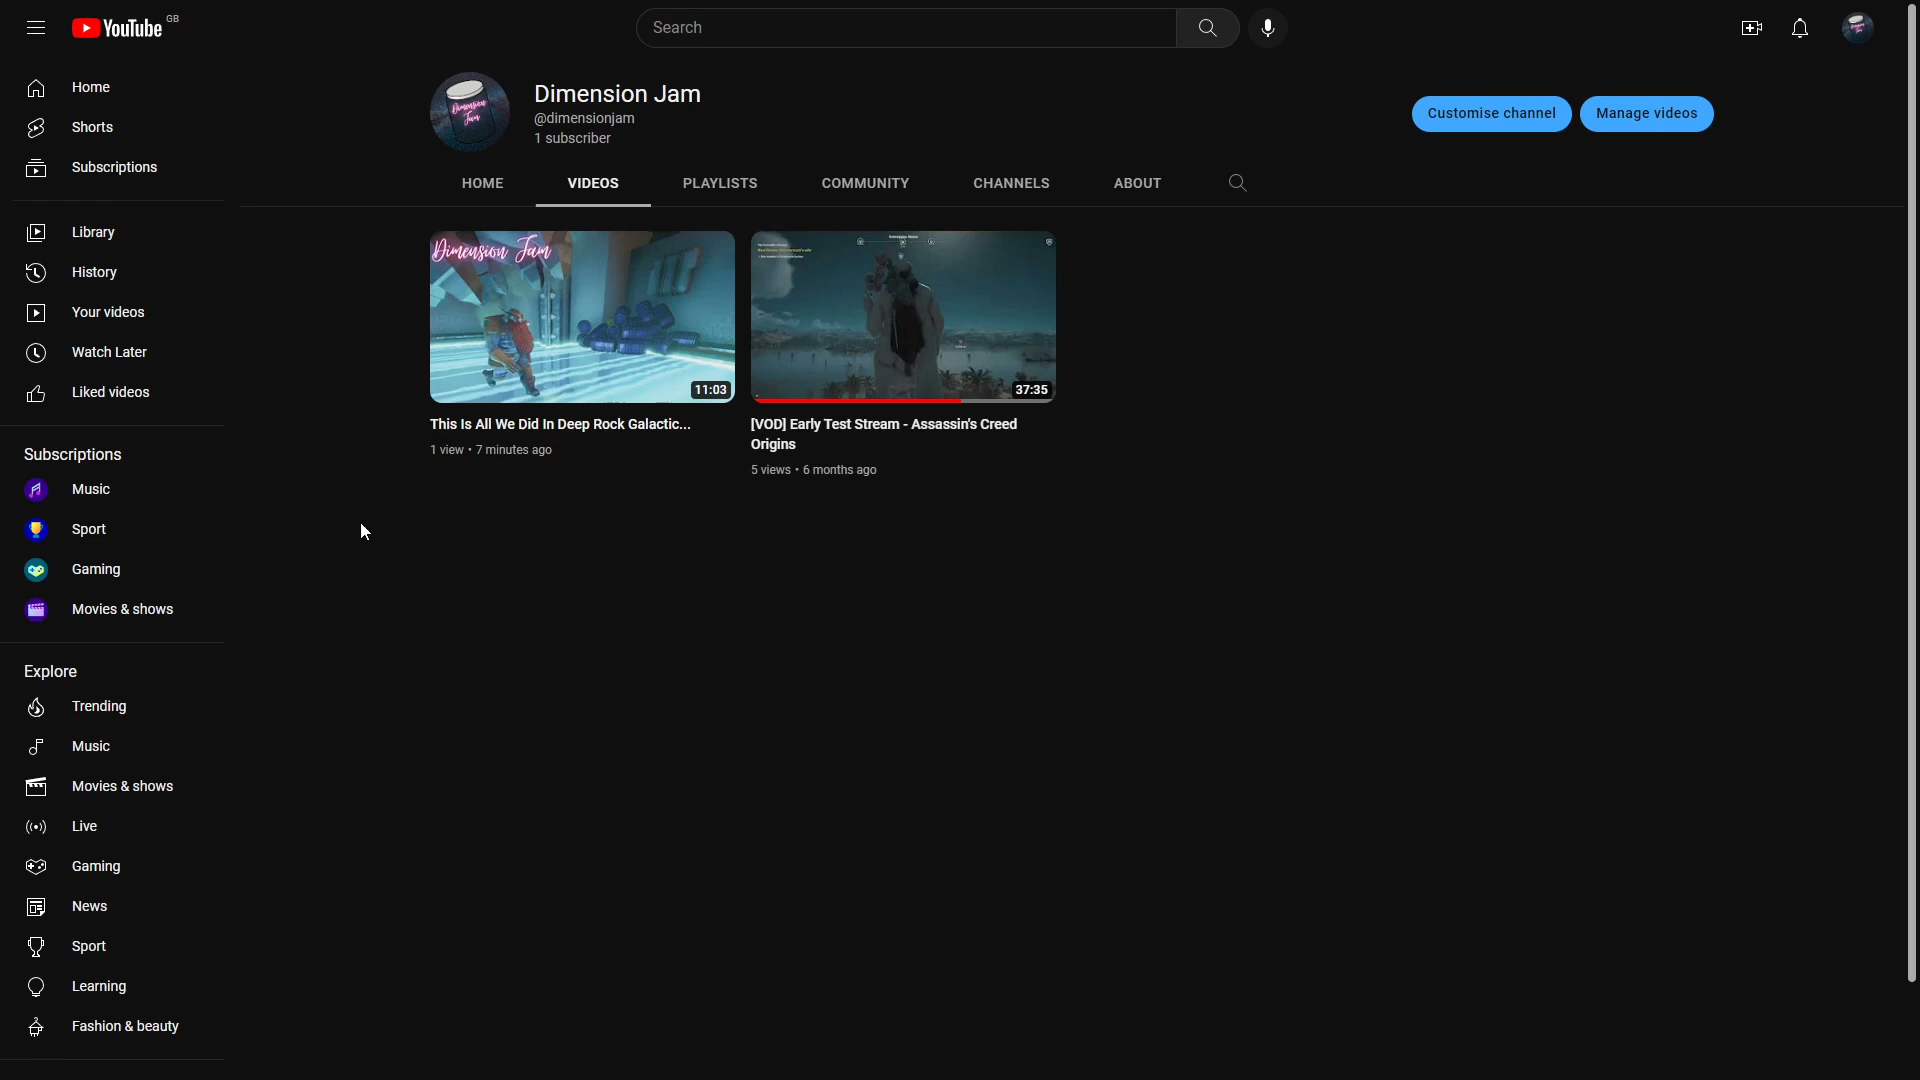 YouTube GB
Search
Home
Shorts
Subscriptions
Library
History
Your videos
Watch Later
Liked videos
Subscriptions
Music
Sport
Gaming
Movies & shows
Explore
Trending
Music
Movies & shows
Live
Gaming
News
Sport
Learning
Fashion & beauty
Dimension Jam
Dimension Jam
@dimensionjam
1 subscriber
Customise channel
Manage videos
HOME
VIDEOS
PLAYLISTS
COMMUNITY
CHANNELS
ABOUT
Dimension Jam
11:03
This Is All We Did In Deep Rock Galactic...
1 view • 7 minutes ago
37:35
[VOD] Early Test Stream - Assassin's Creed
Origins
5 views • 6 months ago